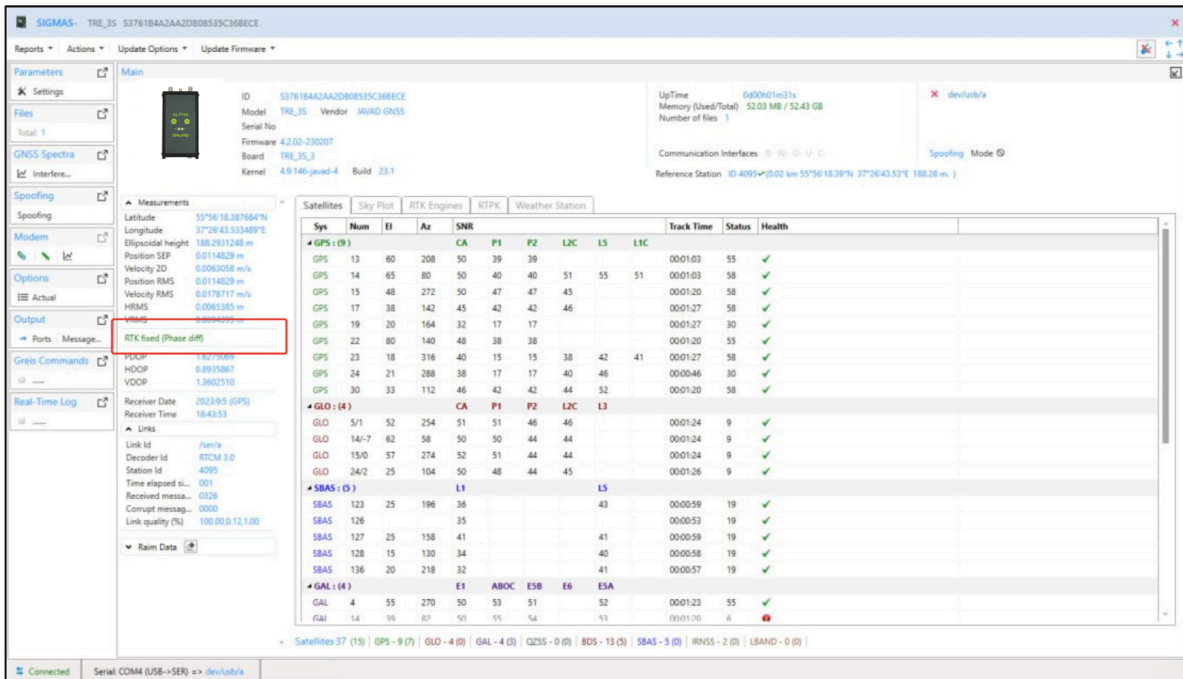 SIGMAS- TRE_3S S3761B4A2AA2DB08535C36BECE
Reports Actions Update Options Update Firmware
Parameters
Settings
Files
Total: 1
GNSS Spectra
Interfere...
Spoofing
Spoofing
Modem
Options
Actual
Output
Ports Message...
Greis Commands
Real-Time Log
Main
ALPHA
ID S3761B4A2AA2DB08535C36BECE
Model TRE_3S Vendor JAVAD GNSS
Serial No
Firmware 4.2.02-230207
Board TRE_3S_3
Kernel 4.9.146-javad-4 Build 23.1
UpTime 0d00h01m31s
Memory (Used/Total) 52.03 MB / 52.43 GB
Number of files 1
Communication Interfaces B- W- G- U- C-
Reference Station ID 4095 (0.02 km 55°56'18.39"N 37°26'43.53"E 188.28 m. )
dev/usb/a
Spoofing Mode
Measurements
Latitude 55°56'18.387684"N
Longitude 37°26'43.533489"E
Ellipsoidal height 188.2931248 m
Position SEP 0.0114829 m
Velocity 2D 0.0063058 m/s
Position RMS 0.0114829 m
Velocity RMS 0.0178717 m/s
HRMS 0.0065385 m
VRMS
RTK fixed (Phase diff)
PDOP 1.6275069
HDOP 0.8935867
VDOP 1.3602510
Receiver Date 2023:9:5 (GPS)
Receiver Time 18:43:53
Links
Link Id /ser/a
Decoder Id RTCM 3.0
Station Id 4095
Time elapsed si... 001
Received messa... 0326
Corrupt messag... 0000
Link quality (%) 100.00,0.12,1.00
Raim Data
Satellites Sky Plot RTK Engines RTPK Weather Station
Sys Num El Az SNR Track Time Status Health
GPS : (9 ) CA P1 P2 L2C L5 L1C
GPS 13 60 208 50 39 39 00:01:03 55
GPS 14 65 80 50 40 40 51 55 51 00:01:03 58
GPS 15 48 272 50 47 47 45 00:01:20 58
GPS 17 38 142 45 42 42 46 00:01:27 58
GPS 19 20 164 32 17 17 00:01:27 30
GPS 22 80 140 48 38 38 00:01:20 55
GPS 23 18 316 40 15 15 38 42 41 00:01:27 58
GPS 24 21 288 38 17 17 40 46 00:00:46 30
GPS 30 33 112 46 42 42 44 52 00:01:20 58
GLO : (4 ) CA P1 P2 L2C L3
GLO 5/1 52 254 51 51 46 46 00:01:24 9
GLO 14/-7 62 58 50 50 44 44 00:01:24 9
GLO 15/0 57 274 52 51 44 44 00:01:24 9
GLO 24/2 25 104 50 48 44 45 00:01:26 9
SBAS : (5 ) L1 L5
SBAS 123 25 196 36 43 00:00:59 19
SBAS 126 35 00:00:53 19
SBAS 127 25 158 41 41 00:00:59 19
SBAS 128 15 130 34 40 00:00:58 19
SBAS 136 20 218 32 41 00:00:57 19
GAL : (4 ) E1 ABOC E5B E6 E5A
GAL 4 55 270 50 53 51 52 00:01:23 55
GAL 14 39 82 50 55 54 53 00:01:20 6
Satellites 37 (15) GPS - 9 (7) GLO - 4 (0) GAL - 4 (3) QZSS - 0 (0) BDS - 13 (5) SBAS - 5 (0) IRNSS - 2 (0) LBAND - 0 (0)
Connected Serial: COM4 (USB->SER) => dev/usb/a